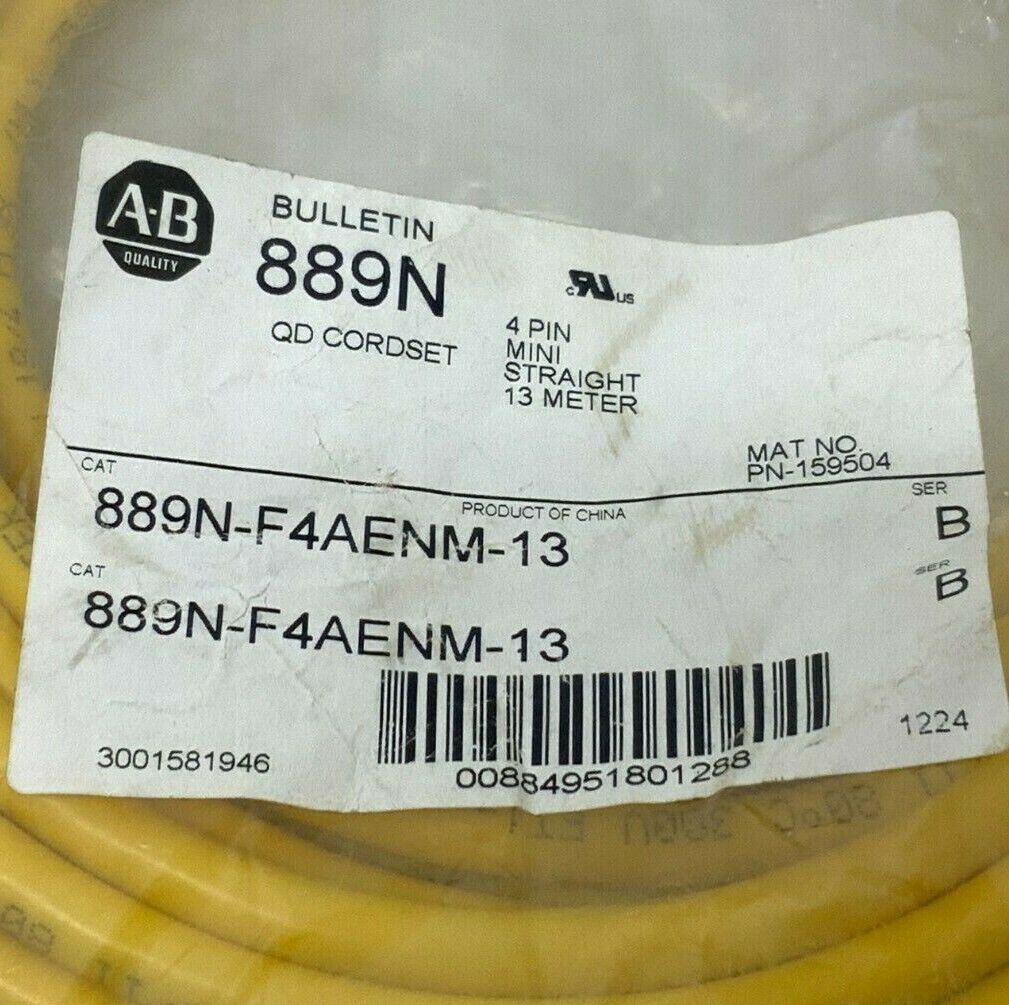 A-B
QUALITY
BULLETIN
889N
QD CORDSET
c RU US
4 PIN
MINI
STRAIGHT
13 METER
MAT NO.
PN-159504
CAT
PRODUCT OF CHINA
SER
889N-F4AENM-13
B
CAT
SER
889N-F4AENM-13
B
3001581946
00884951801288
1224